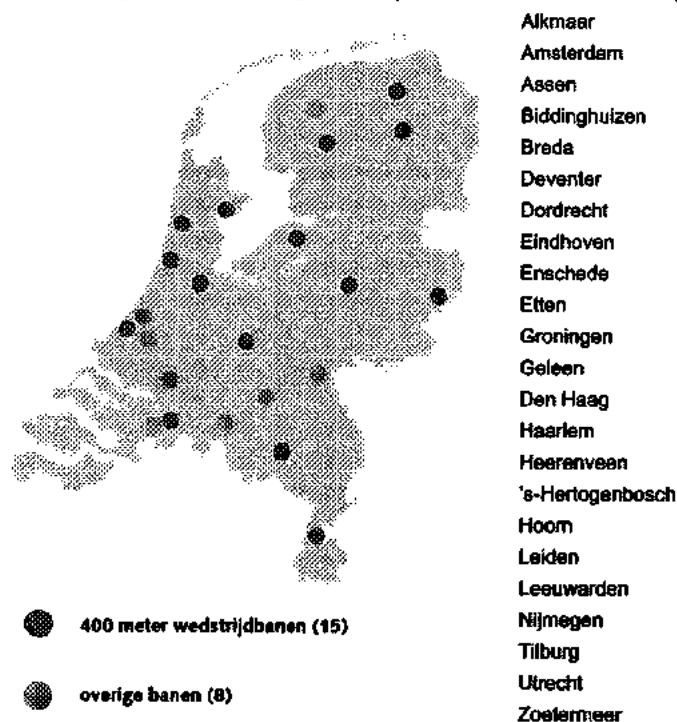 Alkmaar
Amsterdam
Assen
Biddinghuizen
Breda
Deventer
Dordrecht
Eindhoven
Enschede
Etten
Groningen
Geleen
Den Haag
Haarlem
Heerenveen
's-Hertogenbosch
Hoorn
Leiden
Leeuwarden
Nijmegen
Tilburg
Utrecht
Zoetermeer
400 meter wedstrijdbanen (15)
overige banen (8)